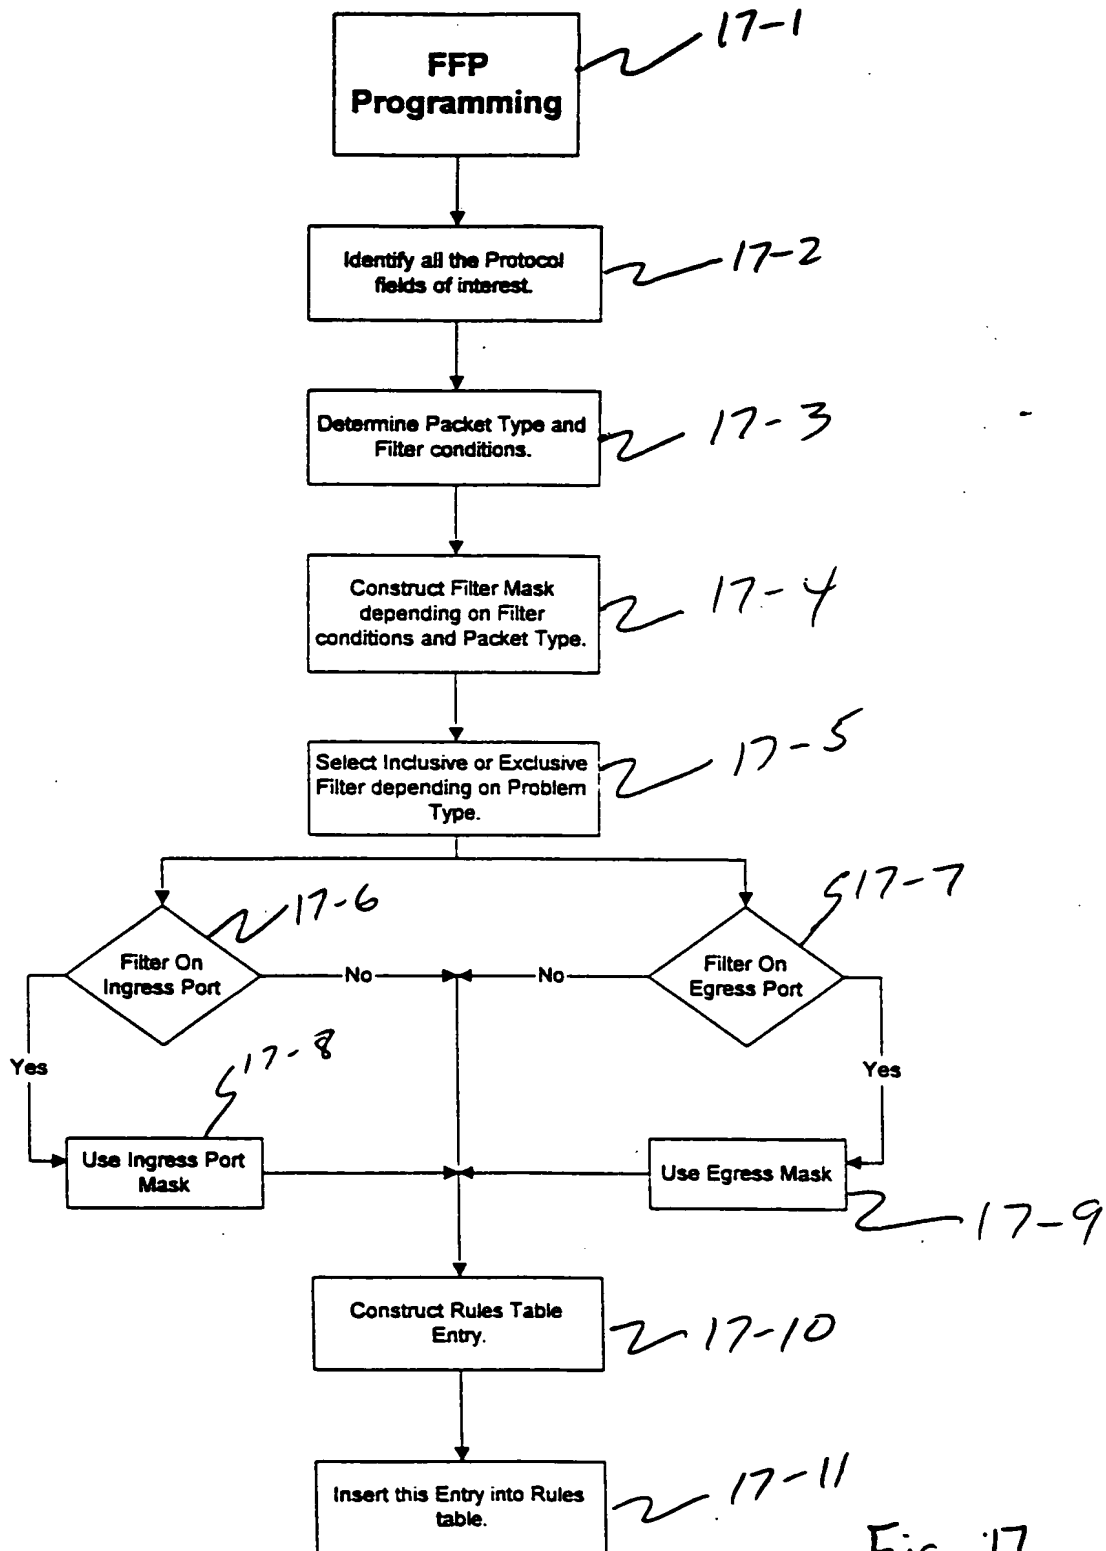 FFP
Programming
17-1
Identify all the Protocol
fields of interest.
17-2
Determine Packet Type and
Filter conditions.
17-3
Construct Filter Mask
depending on Filter
conditions and Packet Type.
17-4
Select Inclusive or Exclusive
Filter depending on Problem
Type.
17-5
17-6
17-7
Filter On
Ingress Port
No
No
Filter On
Egress Port
Yes
17-8
Yes
Use Ingress Port
Mask
Use Egress Mask
17-9
Construct Rules Table
Entry.
17-10
Insert this Entry into Rules
table.
17-11
Fig. 17